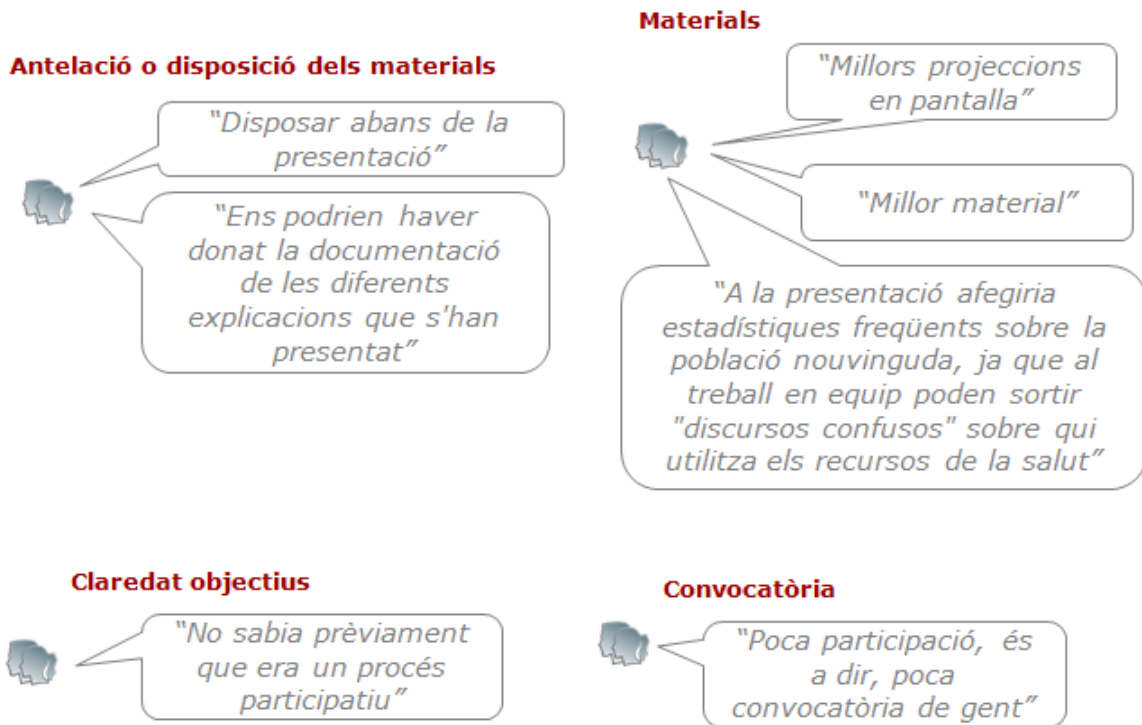 Antelació o disposició dels materials
“Disposar abans de la
presentació”
“Ens podrien haver
donat la documentació
de les diferents
explicacions que s'han
presentat”
Materials
“Millors projeccions
en pantalla”
“Millor material”
“A la presentació afegiria
estadístiques freqüents sobre la
població nouvinguda, ja que al
treball en equip poden sortir
"discursos confusos" sobre qui
utilitza els recursos de la salut”
Claredat objectius
“No sabia prèviament
que era un procés
participatiu”
Convocatòria
“Poca participació, és
a dir, poca
convocatòria de gent”